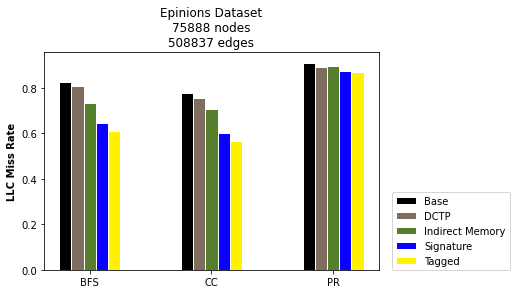 Epinions Dataset
75888 nodes
508837 edges
LLC Miss Rate
0.8
0.6
0.4
0.2
0.0
BFS
CC
PR
Base
DCTP
Indirect Memory
Signature
Tagged